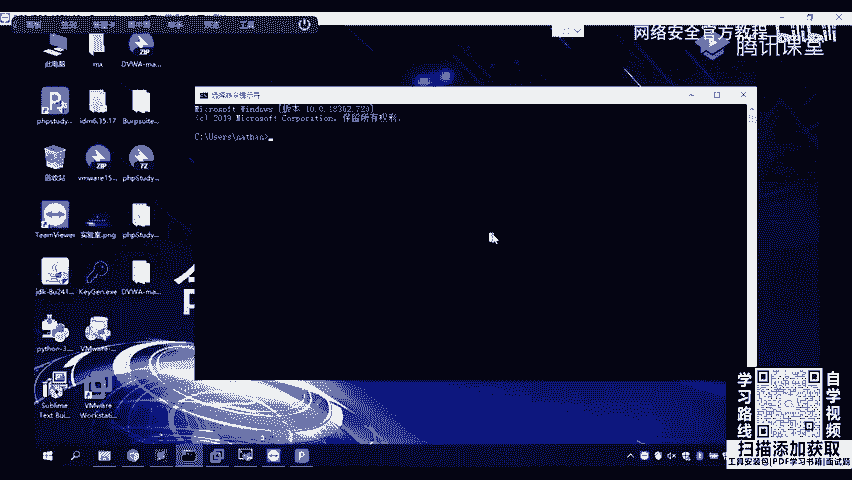 网络安全官方教程
腾讯课堂
此电脑
mx
DVWA-ma...
phpstudy...
idm6.35.17
Burpsuite...
回收站
vmware15...
phpStudy...
TeamViewer
实验室.png
phpStudy...
jdk-8u241...
KeyGen.exe
DVWA-ma...
python-3...
VMware-...
Sublime
Text Bui...
VMware
Workstati...
选择命令提示符
Microsoft Windows [版本 10.0.18362.720]
(c) 2019 Microsoft Corporation。保留所有权利。
C:\Users\nathan>
学习路线
自学视频
扫描添加获取
工具安装包|PDF学习书籍|面试题